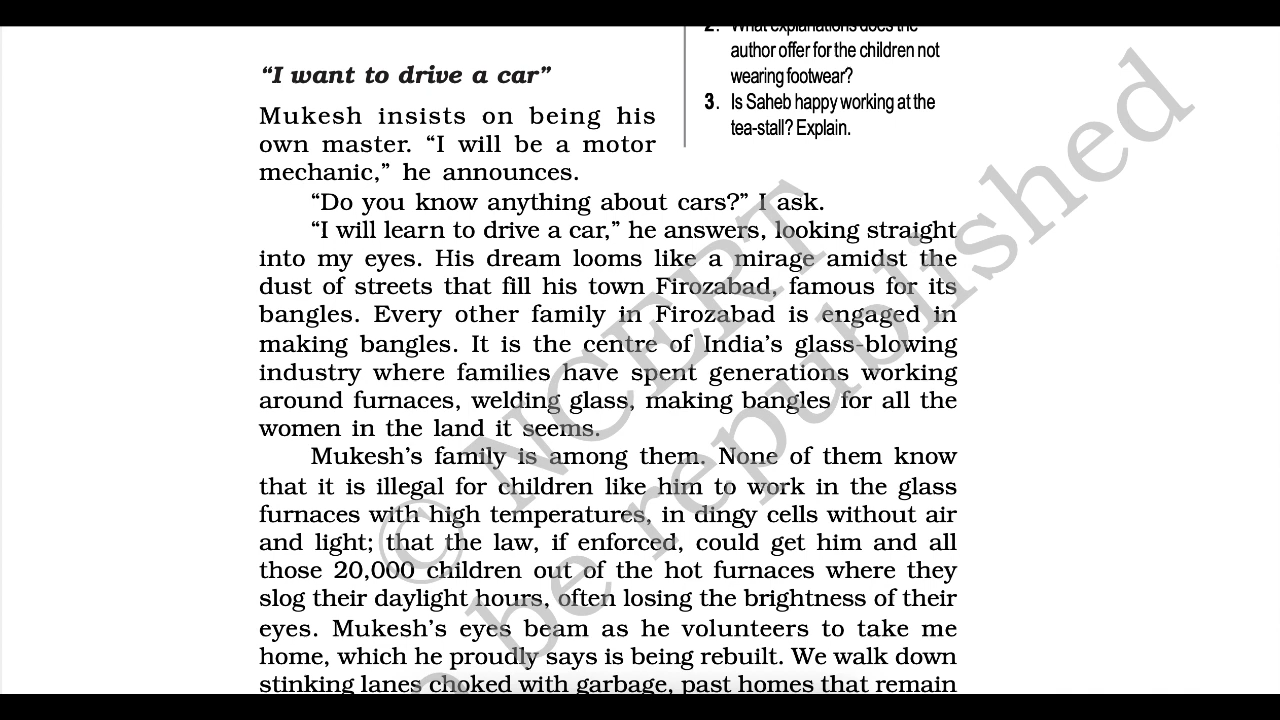 2. What explanations does the
author offer for the children not
wearing footwear?
3. Is Saheb happy working at the
tea-stall? Explain.
“I want to drive a car”
Mukesh insists on being his
own master. “I will be a motor
mechanic,” he announces.
“Do you know anything about cars?” I ask.
“I will learn to drive a car,” he answers, looking straight
into my eyes. His dream looms like a mirage amidst the
dust of streets that fill his town Firozabad, famous for its
bangles. Every other family in Firozabad is engaged in
making bangles. It is the centre of India’s glass-blowing
industry where families have spent generations working
around furnaces, welding glass, making bangles for all the
women in the land it seems.
Mukesh’s family is among them. None of them know
that it is illegal for children like him to work in the glass
furnaces with high temperatures, in dingy cells without air
and light; that the law, if enforced, could get him and all
those 20,000 children out of the hot furnaces where they
slog their daylight hours, often losing the brightness of their
eyes. Mukesh’s eyes beam as he volunteers to take me
home, which he proudly says is being rebuilt. We walk down
stinking lanes choked with garbage, past homes that remain
© NCERT
be republished